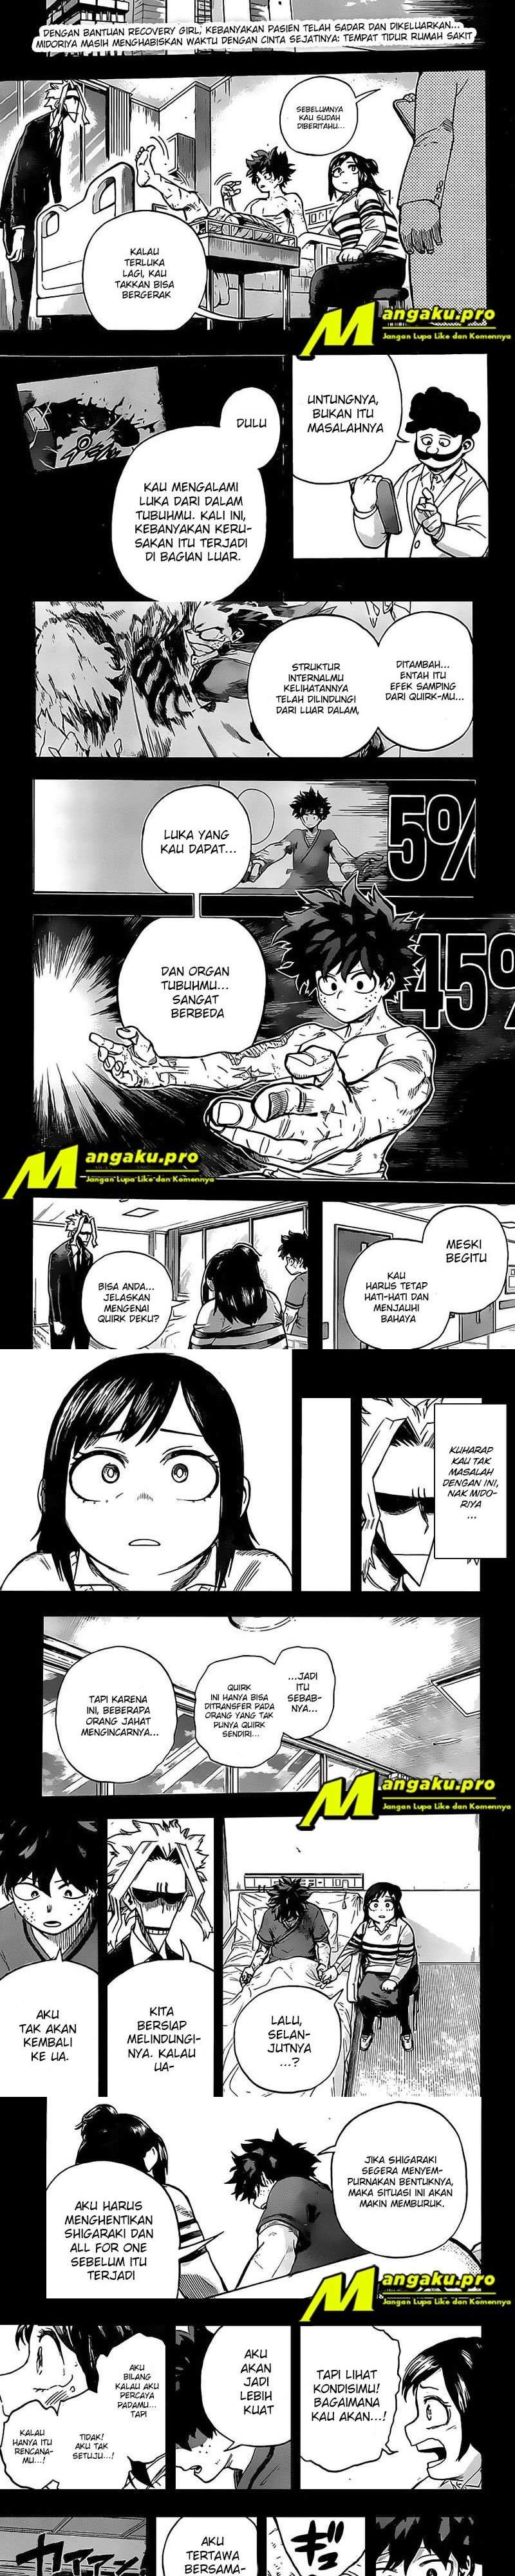 DENGAN BANTUAN RECOVERY GIRL, KEBANYAKAN PASIEN TELAH SADAR DAN DIKELUARKAN...
MIDORIYA MASIH MENGHABISKAN WAKTU DENGAN CINTA SEJATINYA: TEMPAT TIDUR RUMAH SAKIT
SEBELUMNYA
KAU SUDAH
DIBERITAHU...
KALAU
TERLUKA
LAGI, KAU
TAKKAN BISA
BERGERAK
Mangaku.pro
Jangan Lupa Like dan Komennya
UNTUNGNYA,
BUKAN ITU
MASALAHNYA
DULU
KAU MENGALAMI
LUKA DARI DALAM
TUBUHMU. KALI INI,
KEBANYAKAN KERU-
SAKAN ITU TERJADI
DI BAGIAN LUAR.
DITAMBAH...
ENTAH ITU
EFEK SAMPING
DARI QUIRK-MU...
STRUKTUR
INTERNALMU
KELIHATANNYA
TELAH DILINDUNGI
DARI LUAR DALAM,
LUKA YANG
KAU DAPAT...
5%
DAN ORGAN
TUBUHMU...
SANGAT
BERBEDA
45%
Mangaku.pro
Jangan Lupa Like dan Komennya
MESKI
BEGITU
KAU
HARUS TETAP
HATI-HATI DAN
MENJAUHI
BAHAYA
BISA ANDA...
JELASKAN
MENGENAI
QUIRK DEKU?
KUHARAP
KAU TAK
MASALAH
DENGAN INI,
NAK MIDO-
RIYA
...
...JADI
ITU
SEBAB-
NYA...
QUIRK
INI HANYA BISA
DITRANSFER PADA
ORANG YANG TAK
PUNYA QUIRK
SENDIRI...
TAPI KARENA
INI, BEBERAPA
ORANG JAHAT
MENGINCARNYA...
Mangaku.pro
Jangan Lupa Like dan Komennya
LALU,
SELAN-
JUTNYA
...?
KITA
BERSIAP
MELINDUNGI-
NYA. KALAU
UA-
AKU
TAK AKAN
KEMBALI
KE UA.
JIKA SHIGARAKI
SEGERA MENYEM-
PURNAKAN BENTUKNYA,
MAKA SITUASI INI AKAN
MAKIN MEMBURUK.
AKU HARUS
MENGHENTIKAN
SHIGARAKI DAN
ALL FOR ONE
SEBELUM ITU
TERJADI
Mangaku.pro
Jangan Lupa Like dan Komennya
TAPI LIHAT
KONDISIMU!
BAGAIMANA
KAU AKAN...!
AKU
AKAN
JADI
LEBIH
KUAT
AKU
BILANG
KALAU AKU
PERCAYA
PADAMU...
TAPI
TIDAK!
AKU TAK
SETUJU...!
KALAU
HANYA ITU
RENCANA-
MU...!
AKU
TERTAWA
BERSAMA-